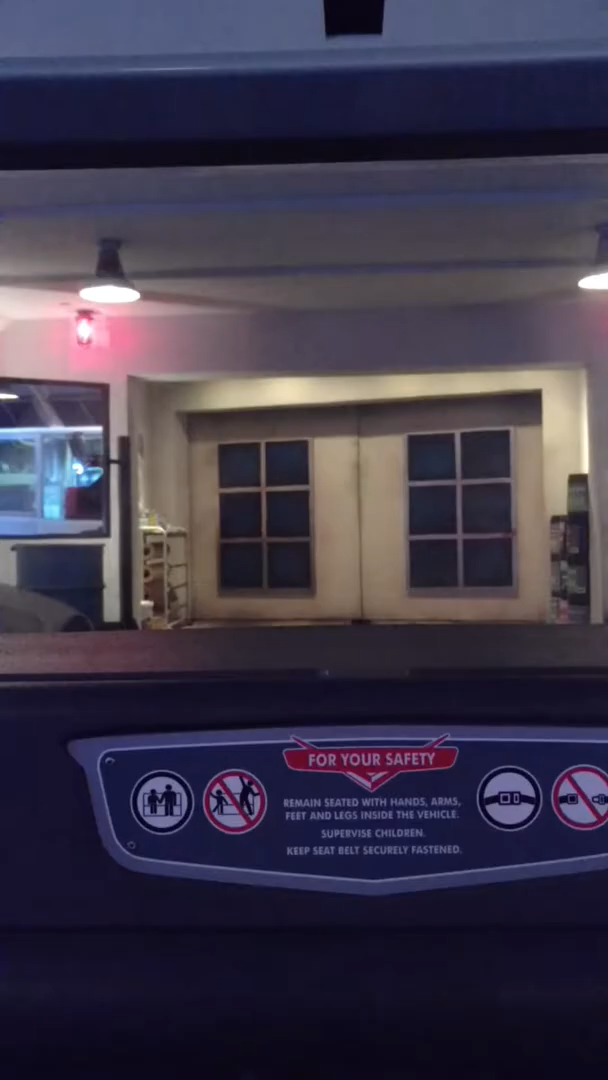 FOR YOUR SAFETY
REMAIN SEATED WITH HANDS, ARMS,
FEET AND LEGS INSIDE THE VEHICLE.
SUPERVISE CHILDREN.
KEEP SEAT BELT SECURELY FASTENED.